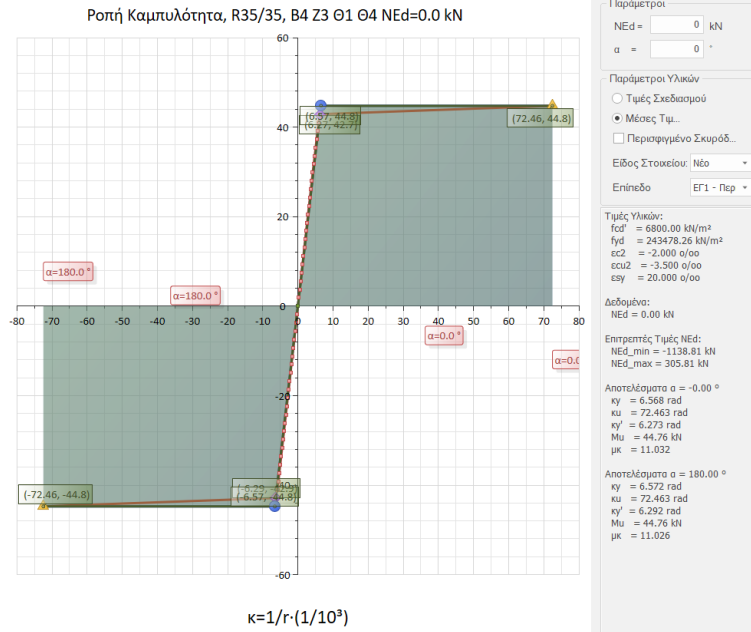 Ροπή Καμπυλότητα, R35/35, B4 Z3 Θ1 Θ4 NEd=0.0 kN
60
40
20
0
-20
-60
-80
-70
-60
-50
-40
-30
-20
-10
0
10
20
30
40
50
60
70
80
(6.57, 44.8)
(6.27, 42.7)
(72.46, 44.8)
α=180.0 °
α=180.0 °
α=0.0 °
α=0.0
(-72.46, -44.8)
(-6.57, -44.8)
κ=1/r·(1/10³)
Παράμετροι
NEd = 0 kN
α = 0 °
Παράμετροι Υλικών
Τιμές Σχεδιασμού
Μέσες Τιμ...
Περισφιγμένο Σκυρόδ...
Είδος Στοιχείου: Νέο
Επίπεδο ΕΓ1 - Περ
Τιμές Υλικών:
fcd' = 6800.00 kN/m²
fyd = 243478.26 kN/m²
εc2 = -2.000 ο/οο
εcu2 = -3.500 ο/οο
εsy = 20.000 ο/οο
Δεδομένα:
NEd = 0.00 kN
Επιτρεπτές Τιμές NEd:
NEd_min = -1138.81 kN
NEd_max = 305.81 kN
Αποτελέσματα α = -0.00 °
κy = 6.568 rad
κu = 72.463 rad
κy' = 6.273 rad
Mu = 44.76 kN
μκ = 11.032
Αποτελέσματα α = 180.00 °
κy = 6.572 rad
κu = 72.463 rad
κy' = 6.292 rad
Mu = 44.76 kN
μκ = 11.026